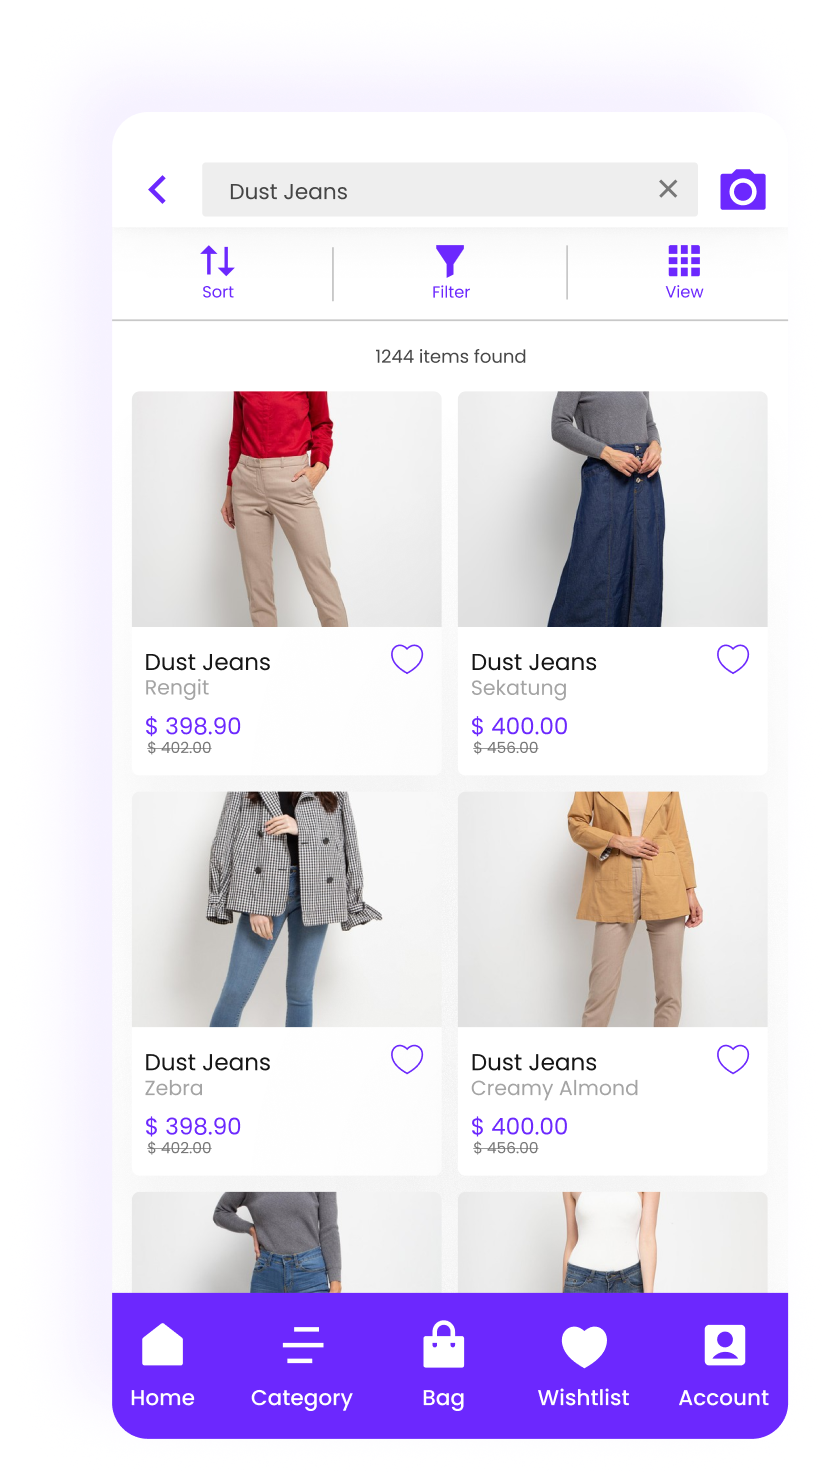 Dust Jeans
Sort
Filter
View
1244 items found
Dust Jeans
Rengit
$ 398.90
$ 402.00
Dust Jeans
Sekatung
$ 400.00
$ 456.00
Dust Jeans
Zebra
$ 398.90
$ 402.00
Dust Jeans
Creamy Almond
$ 400.00
$ 456.00
Home
Category
Bag
Wishtlist
Account